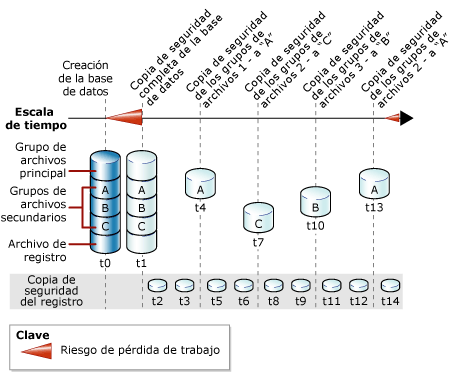 Creación
de la base
de datos
Copia de seguridad
completa de la base
de datos
Copia de seguridad
de los grupos de
archivos 1 - a "A"
Copia de seguridad
de los grupos de
archivos 2 - a "C"
Copia de seguridad
de los grupos de
archivos 3 - a "B"
Copia de seguridad
de los grupos de
archivos 2 - a "A"
Escala
de tiempo
Grupo de
archivos
principal
Grupos de
archivos
secundarios
Archivo de
registro
A
B
C
t0
A
B
C
t1
A
t4
C
t7
B
t10
A
t13
Copia de
seguridad
del registro
t2 t3 t5 t6 t8 t9 t11 t12 t14
Clave
Riesgo de pérdida de trabajo